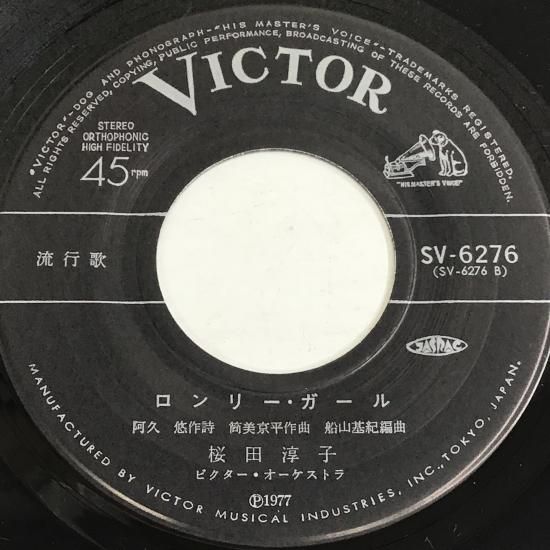 "VICTOR"-DOG AND PHONOGRAPH-"HIS MASTER'S VOICE"-TRADEMARKS REGISTERED.
ALL RIGHTS RESERVED, COPYING, PUBLIC PERFORMANCE, BROADCASTING OF THESE RECORDS ARE FORBIDDEN.
VICTOR
STEREO
ORTHOPHONIC
HIGH FIDELITY
45rpm
"HIS MASTER'S VOICE"
流行歌
SV-6276
(SV-6276 B)
JASRAC
ロンリー・ガール
阿久 悠作詩 筒美京平作曲 船山基紀編曲
桜田淳子
ビクター・オーケストラ
Ⓟ1977
MANUFACTURED BY VICTOR MUSICAL INDUSTRIES, INC., TOKYO, JAPAN.